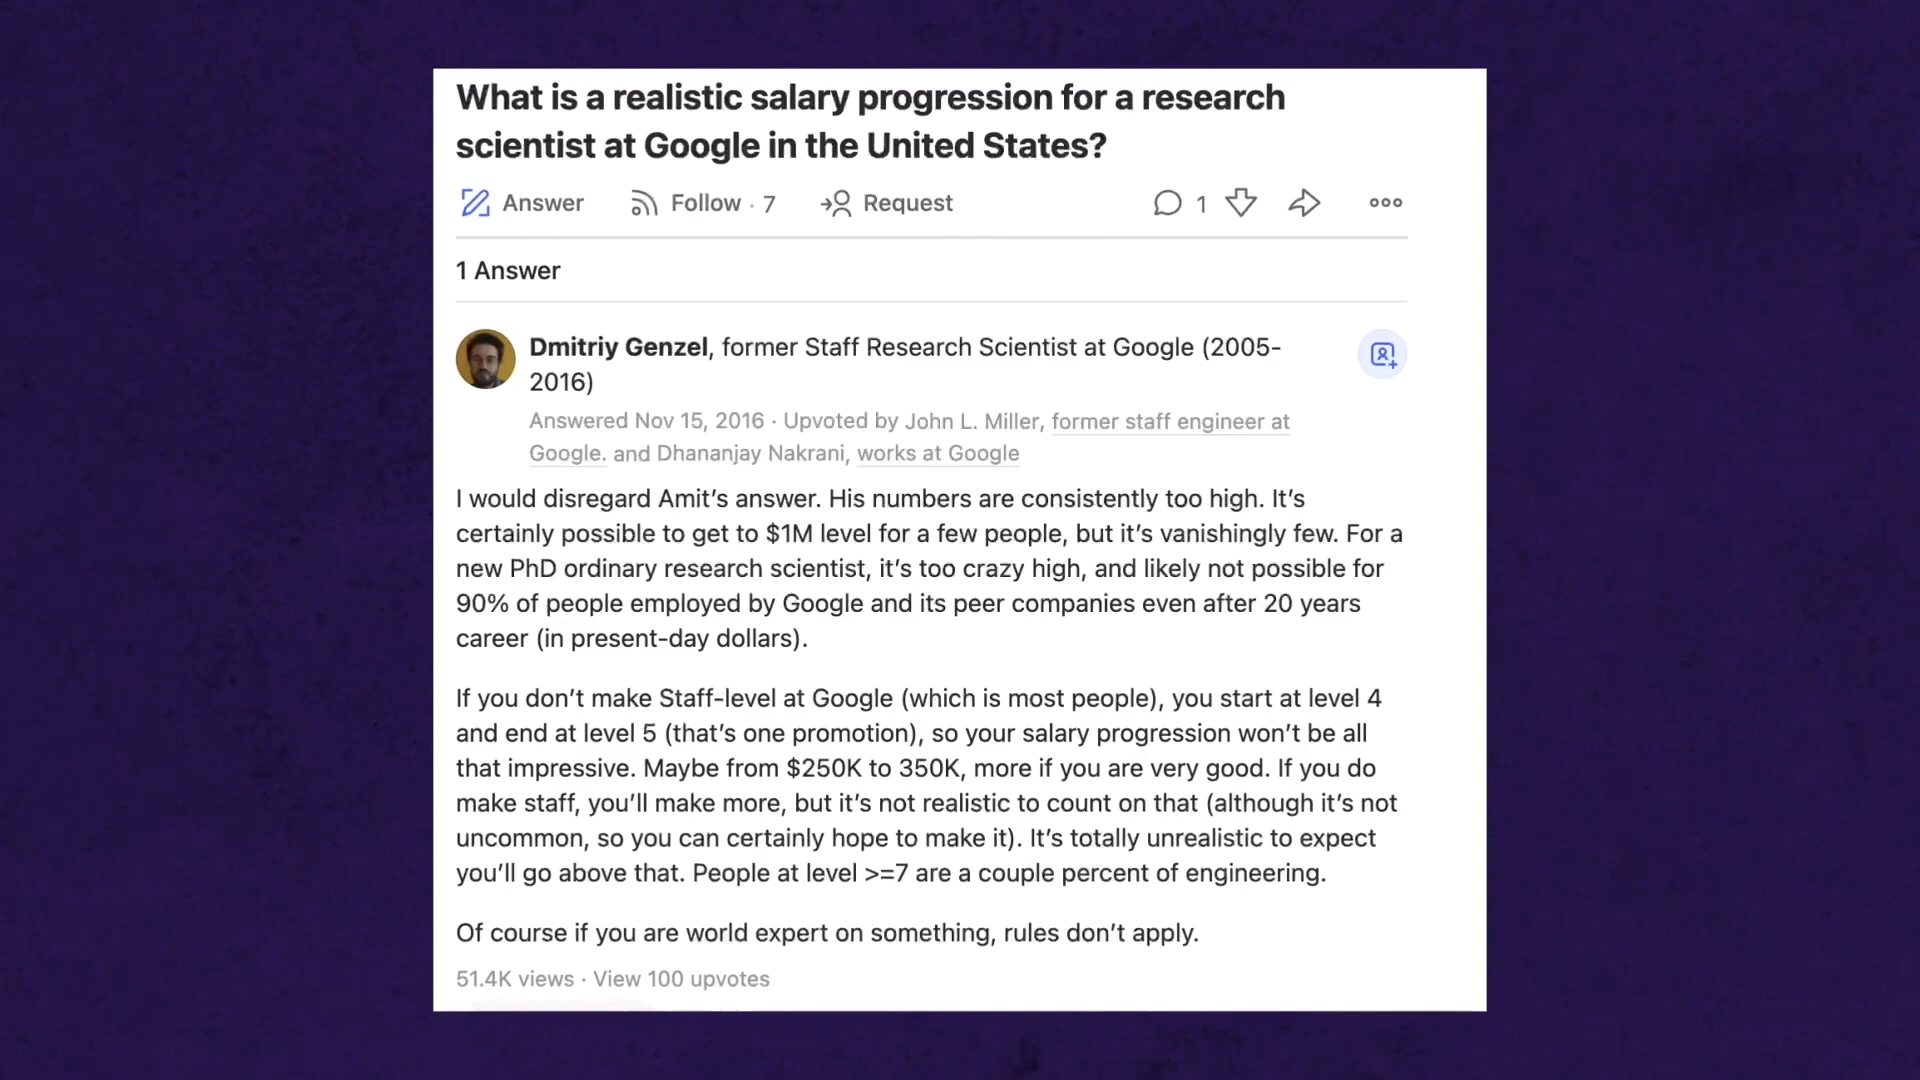 What is a realistic salary progression for a research
scientist at Google in the United States?
Answer Follow · 7 Request 1
1 Answer
Dmitriy Genzel, former Staff Research Scientist at Google (2005-
2016)
Answered Nov 15, 2016 · Upvoted by John L. Miller, former staff engineer at
Google. and Dhananjay Nakrani, works at Google
I would disregard Amit’s answer. His numbers are consistently too high. It’s
certainly possible to get to $1M level for a few people, but it’s vanishingly few. For a
new PhD ordinary research scientist, it’s too crazy high, and likely not possible for
90% of people employed by Google and its peer companies even after 20 years
career (in present-day dollars).
If you don’t make Staff-level at Google (which is most people), you start at level 4
and end at level 5 (that’s one promotion), so your salary progression won’t be all
that impressive. Maybe from $250K to 350K, more if you are very good. If you do
make staff, you’ll make more, but it’s not realistic to count on that (although it’s not
uncommon, so you can certainly hope to make it). It’s totally unrealistic to expect
you’ll go above that. People at level >=7 are a couple percent of engineering.
Of course if you are world expert on something, rules don’t apply.
51.4K views · View 100 upvotes